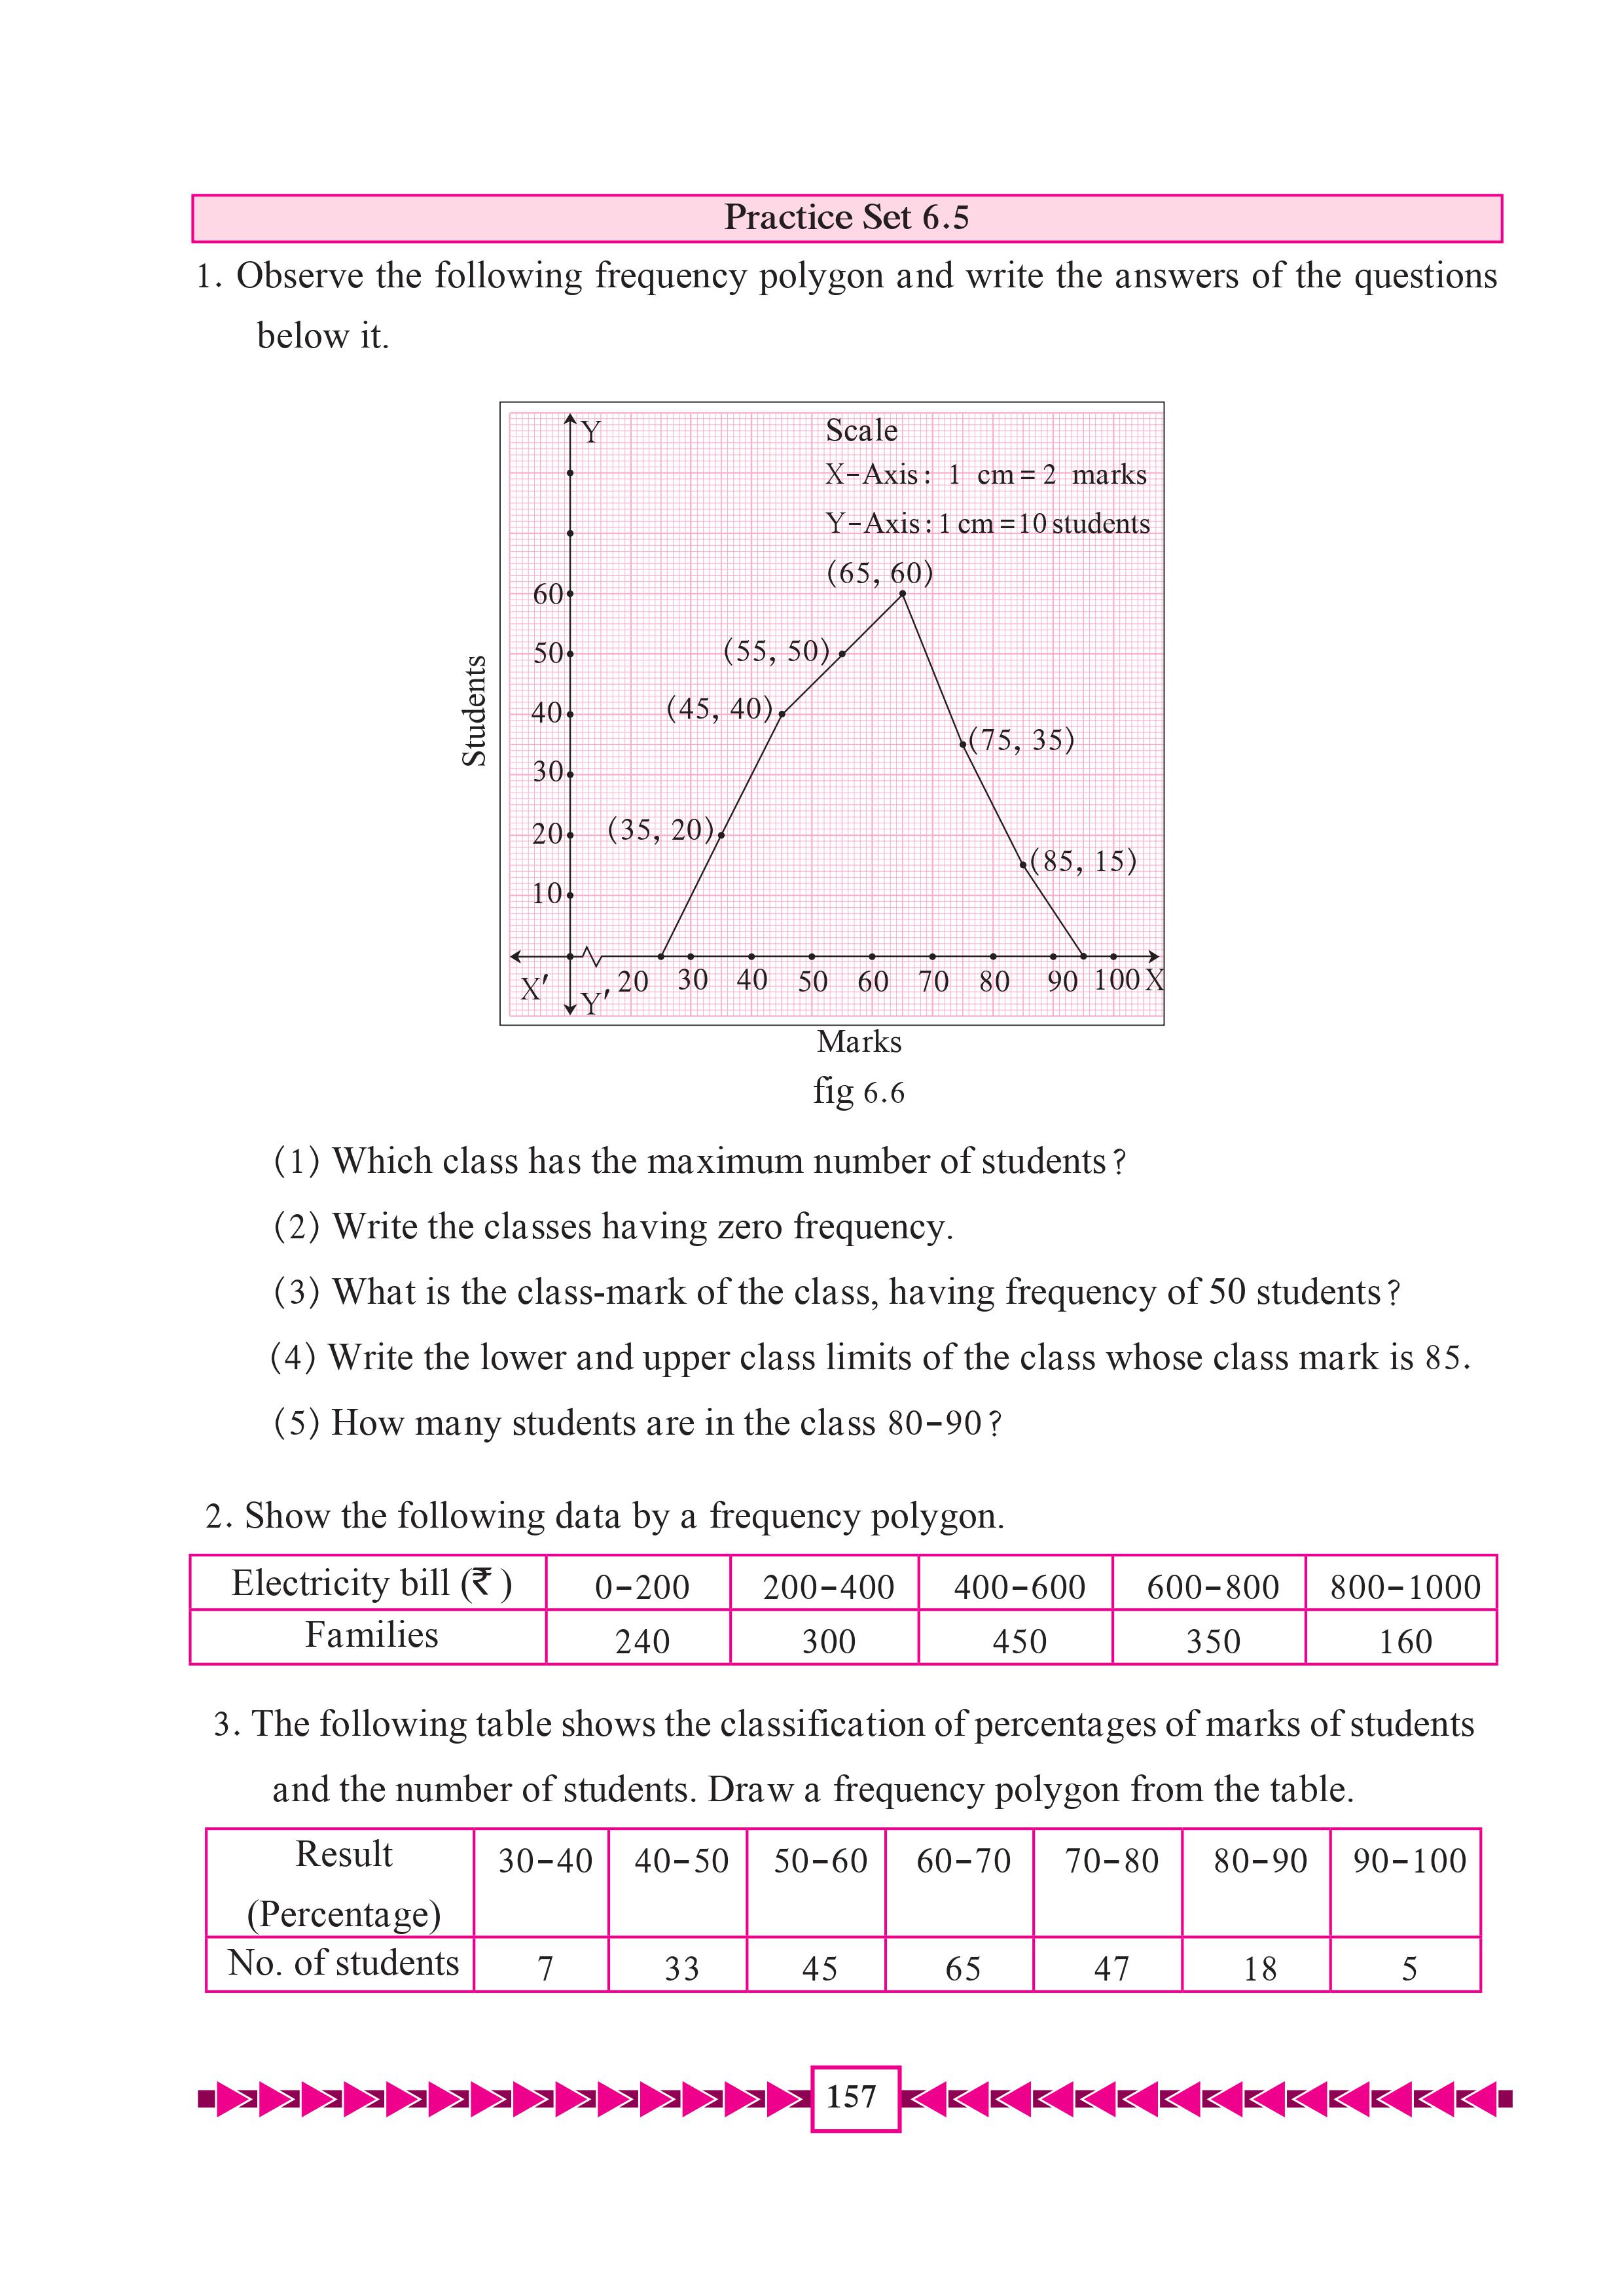 Practice Set 6.5
1. Observe the following frequency polygon and write the answers of the questions
below it.
Y
Scale
X-Axis: 1 cm = 2 marks
Y-Axis: 1 cm = 10 students
(65, 60)
60
(55, 50)
50
(45, 40)
40
(75, 35)
30
Students
(35, 20)
20
(85, 15)
10
X′ Y′ 20 30 40 50 60 70 80 90 100 X
Marks
fig 6.6
(1) Which class has the maximum number of students?
(2) Write the classes having zero frequency.
(3) What is the class-mark of the class, having frequency of 50 students?
(4) Write the lower and upper class limits of the class whose class mark is 85.
(5) How many students are in the class 80-90?
2. Show the following data by a frequency polygon.
Electricity bill (₹ ) 0-200 200-400 400-600 600-800 800-1000
Families 240 300 450 350 160
3. The following table shows the classification of percentages of marks of students
and the number of students. Draw a frequency polygon from the table.
Result 30-40 40-50 50-60 60-70 70-80 80-90 90-100
(Percentage)
No. of students 7 33 45 65 47 18 5
157